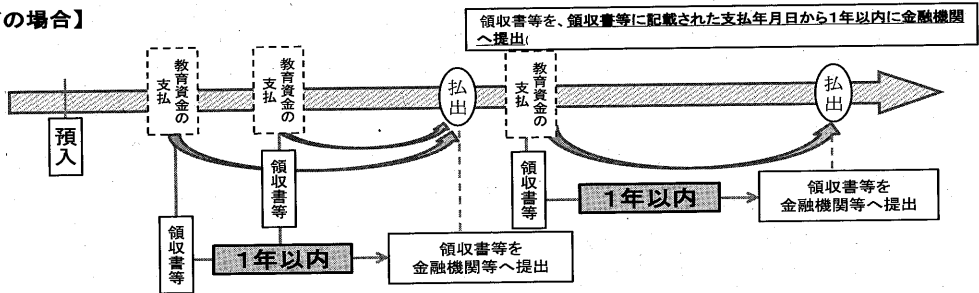 の場合】
領収書等を、領収書等に記載された支払年月日から1年以内に金融機関
へ提出(
教育資金の
支払
教育資金の
支払
払出
教育資金の
支払
払出
預入
領収書等
領収書等
領収書等
1年以内
領収書等を
金融機関等へ提出
1年以内
領収書等を
金融機関等へ提出